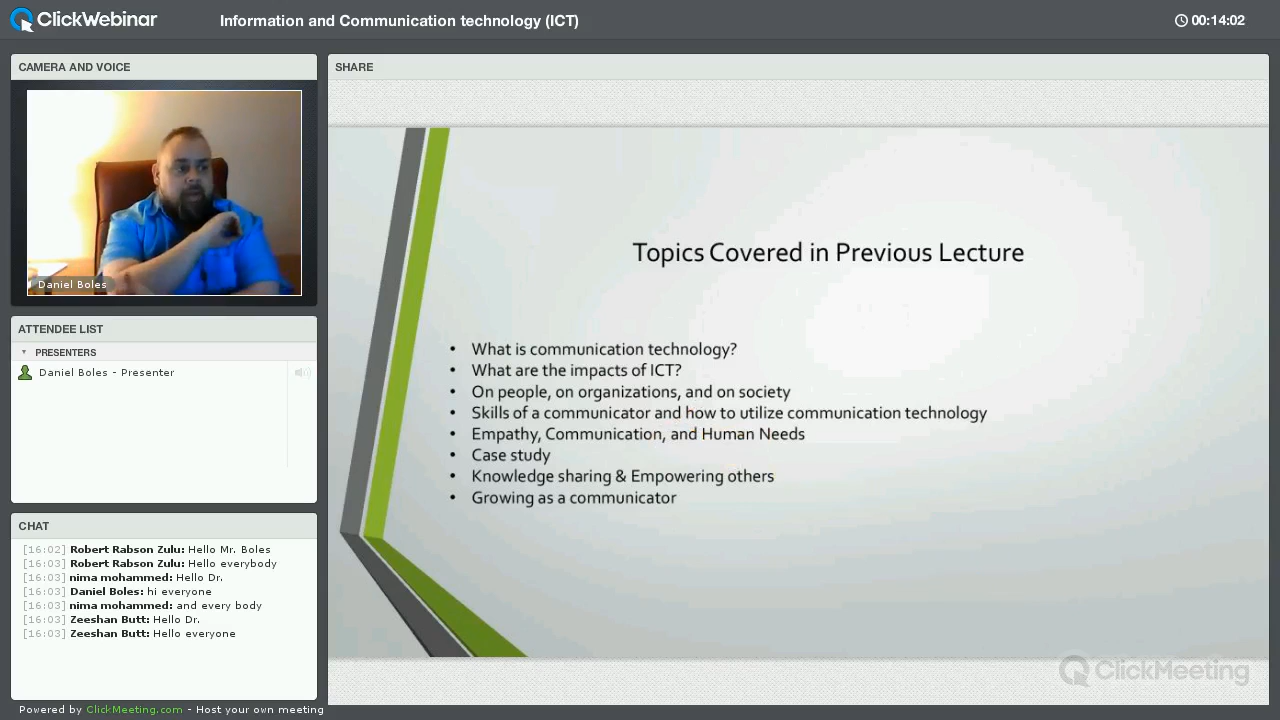 ClickWebinar
Information and Communication technology (ICT)
00:14:02
CAMERA AND VOICE
Daniel Boles
ATTENDEE LIST
PRESENTERS
Daniel Boles - Presenter
CHAT
[16:02] Robert Rabson Zulu: Hello Mr. Boles
[16:03] Robert Rabson Zulu: Hello everybody
[16:03] nima mohammed: Hello Dr.
[16:03] Daniel Boles: hi everyone
[16:03] nima mohammed: and every body
[16:03] Zeeshan Butt: Hello Dr.
[16:03] Zeeshan Butt: Hello everyone
Powered by ClickMeeting.com - Host your own meeting
SHARE
Topics Covered in Previous Lecture
• What is communication technology?
• What are the impacts of ICT?
• On people, on organizations, and on society
• Skills of a communicator and how to utilize communication technology
• Empathy, Communication, and Human Needs
• Case study
• Knowledge sharing & Empowering others
• Growing as a communicator
ClickMeeting